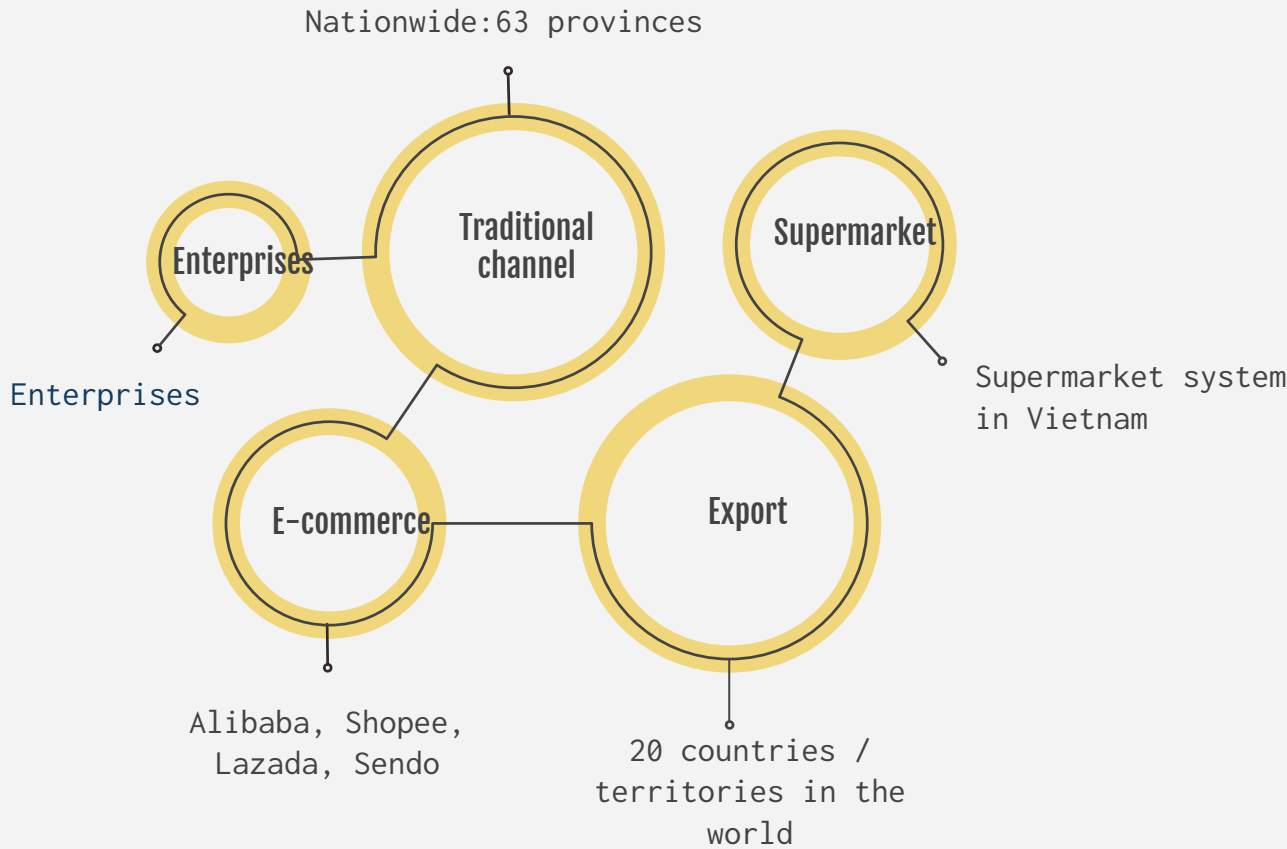 Nationwide:63 provinces
Traditional
channel
Supermarket
Enterprises
Supermarket system
in Vietnam
Enterprises
E-commerce
Export
Alibaba, Shopee,
Lazada, Sendo
20 countries /
territories in the
world